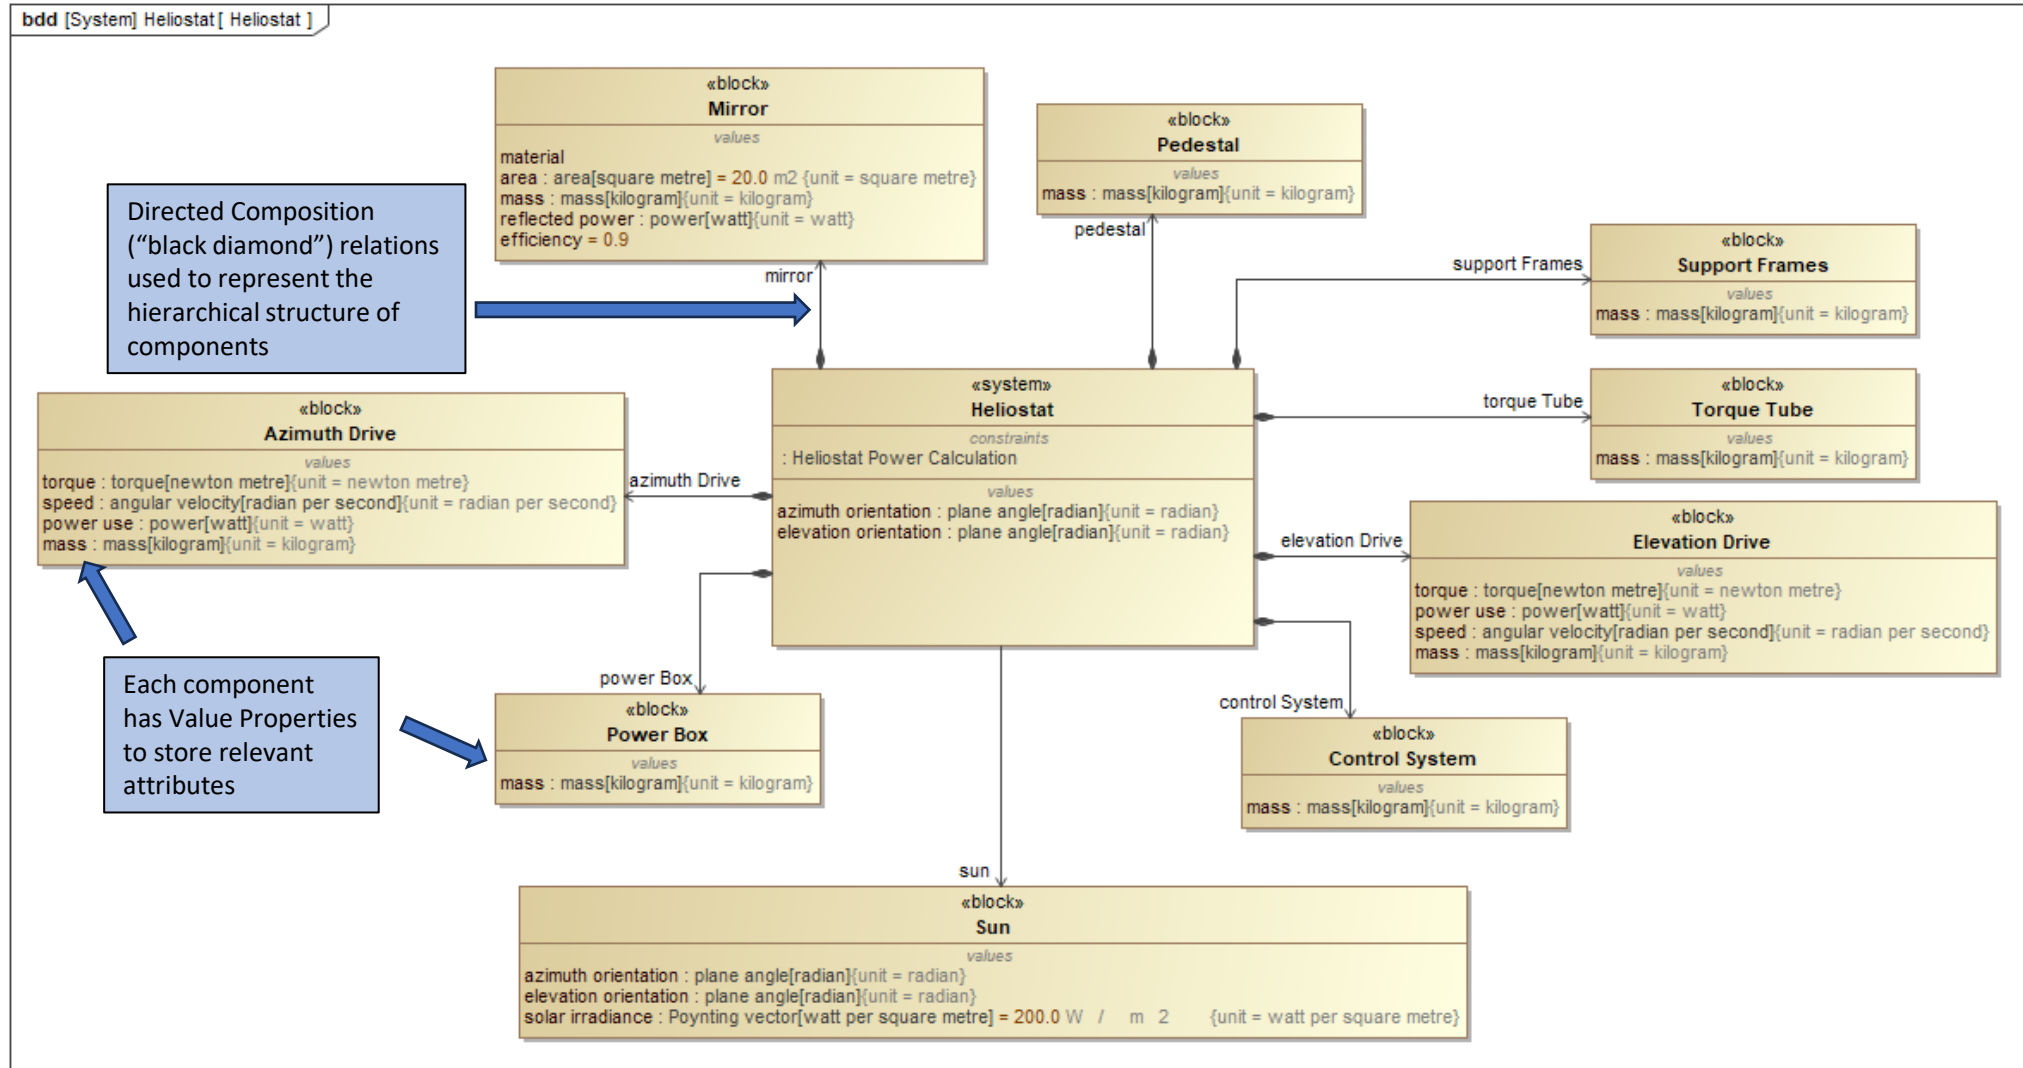 bdd [System] Heliostat [ Heliostat ]
«block»
Mirror
values
material
area : area[square metre] = 20.0 m2 {unit = square metre}
mass : mass[kilogram]{unit = kilogram}
reflected power : power[watt]{unit = watt}
efficiency = 0.9
«block»
Pedestal
values
mass : mass[kilogram]{unit = kilogram}
Directed Composition
(“black diamond”) relations
used to represent the
hierarchical structure of
components
mirror
pedestal
support Frames
«block»
Support Frames
values
mass : mass[kilogram]{unit = kilogram}
«system»
Heliostat
constraints
: Heliostat Power Calculation
values
azimuth orientation : plane angle[radian]{unit = radian}
elevation orientation : plane angle[radian]{unit = radian}
torque Tube
«block»
Torque Tube
values
mass : mass[kilogram]{unit = kilogram}
«block»
Azimuth Drive
values
torque : torque[newton metre]{unit = newton metre}
speed : angular velocity[radian per second]{unit = radian per second}
power use : power[watt]{unit = watt}
mass : mass[kilogram]{unit = kilogram}
azimuth Drive
elevation Drive
«block»
Elevation Drive
values
torque : torque[newton metre]{unit = newton metre}
power use : power[watt]{unit = watt}
speed : angular velocity[radian per second]{unit = radian per second}
mass : mass[kilogram]{unit = kilogram}
Each component
has Value Properties
to store relevant
attributes
power Box
«block»
Power Box
values
mass : mass[kilogram]{unit = kilogram}
control System
«block»
Control System
values
mass : mass[kilogram]{unit = kilogram}
sun
«block»
Sun
values
azimuth orientation : plane angle[radian]{unit = radian}
elevation orientation : plane angle[radian]{unit = radian}
solar irradiance : Poynting vector[watt per square metre] = 200.0 W / m 2 {unit = watt per square metre}